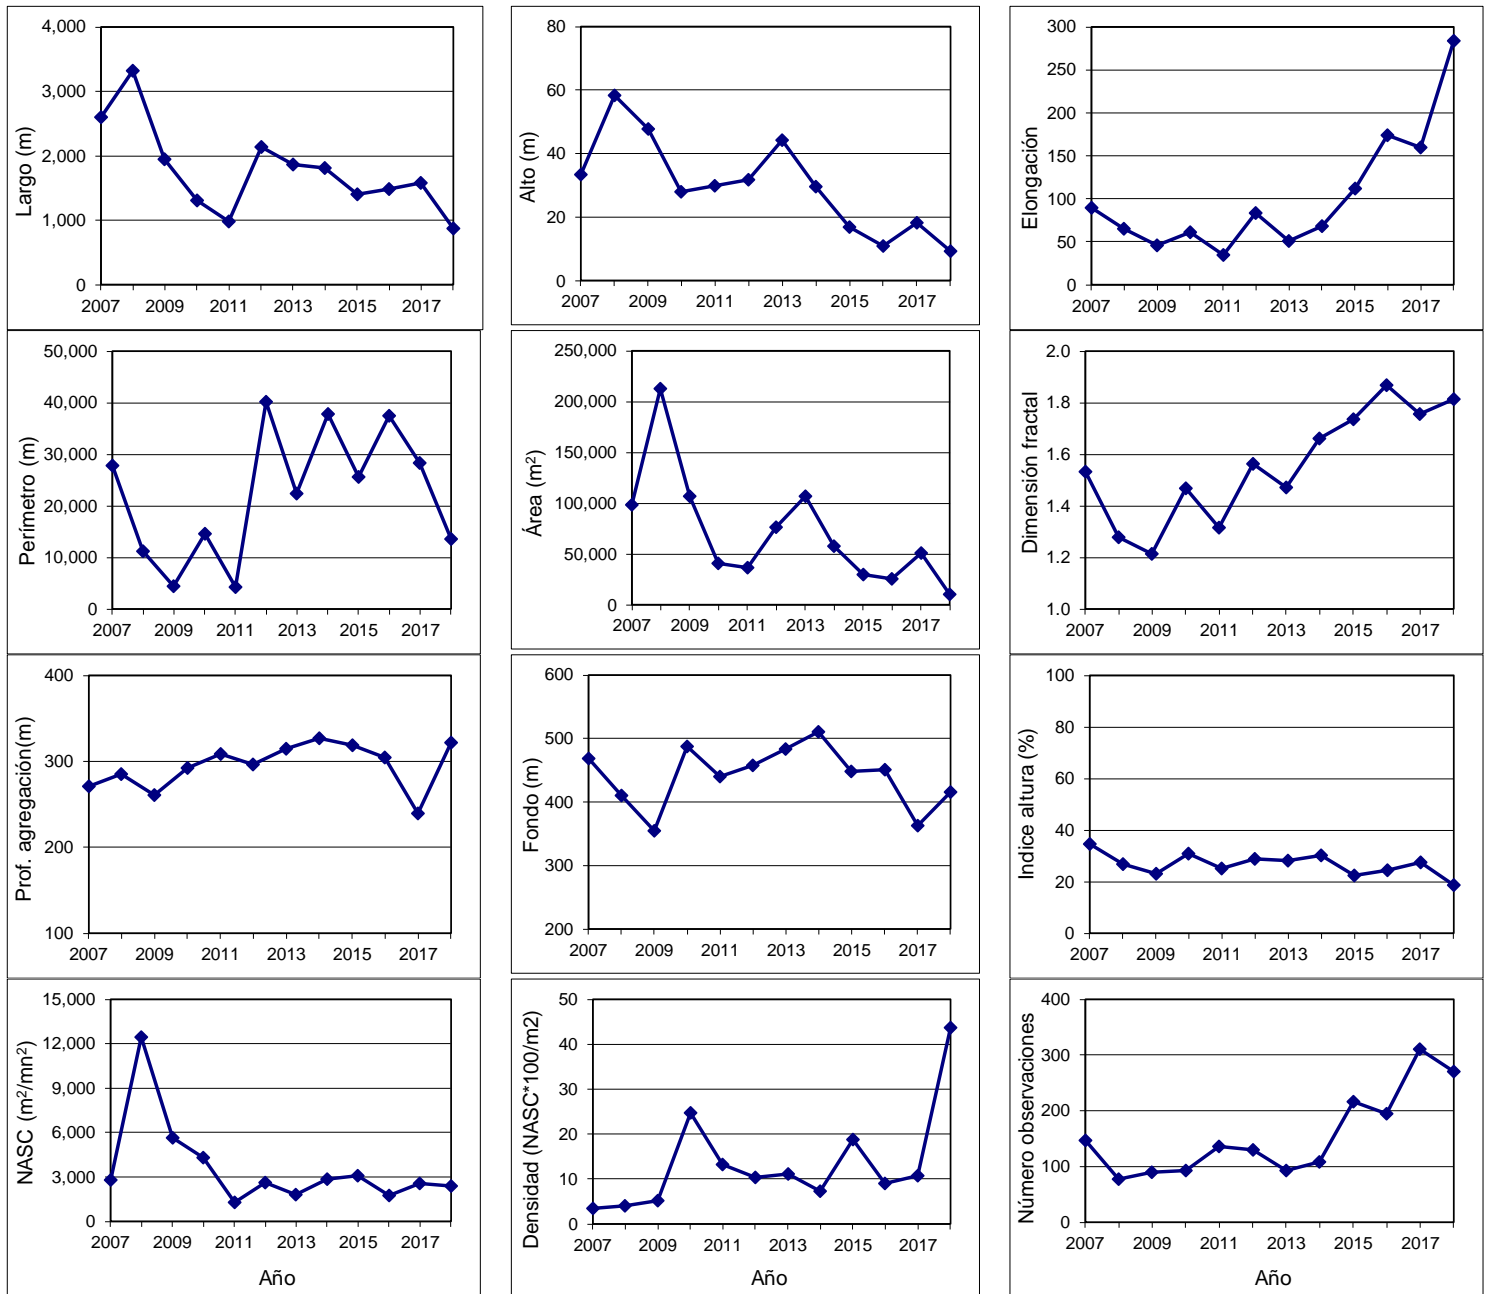 4,000
3,000
2,000
1,000
0
Largo (m)
2007 2009 2011 2013 2015 2017
80
60
40
20
0
Alto (m)
2007 2009 2011 2013 2015 2017
300
250
200
150
100
50
0
Elongación
2007 2009 2011 2013 2015 2017
50,000
40,000
30,000
20,000
10,000
0
Perímetro (m)
2007 2009 2011 2013 2015 2017
250,000
200,000
150,000
100,000
50,000
0
Área (m²)
2007 2009 2011 2013 2015 2017
2.0
1.8
1.6
1.4
1.2
1.0
Dimensión fractal
2007 2009 2011 2013 2015 2017
400
300
200
100
Prof. agregación(m)
2007 2009 2011 2013 2015 2017
600
500
400
300
200
Fondo (m)
2007 2009 2011 2013 2015 2017
100
80
60
40
20
0
Indice altura (%)
2007 2009 2011 2013 2015 2017
15,000
12,000
9,000
6,000
3,000
0
NASC (m²/mn²)
2007 2009 2011 2013 2015 2017
Año
50
40
30
20
10
0
Densidad (NASC*100/m2)
2007 2009 2011 2013 2015 2017
Año
400
300
200
100
0
Número observaciones
2007 2009 2011 2013 2015 2017
Año